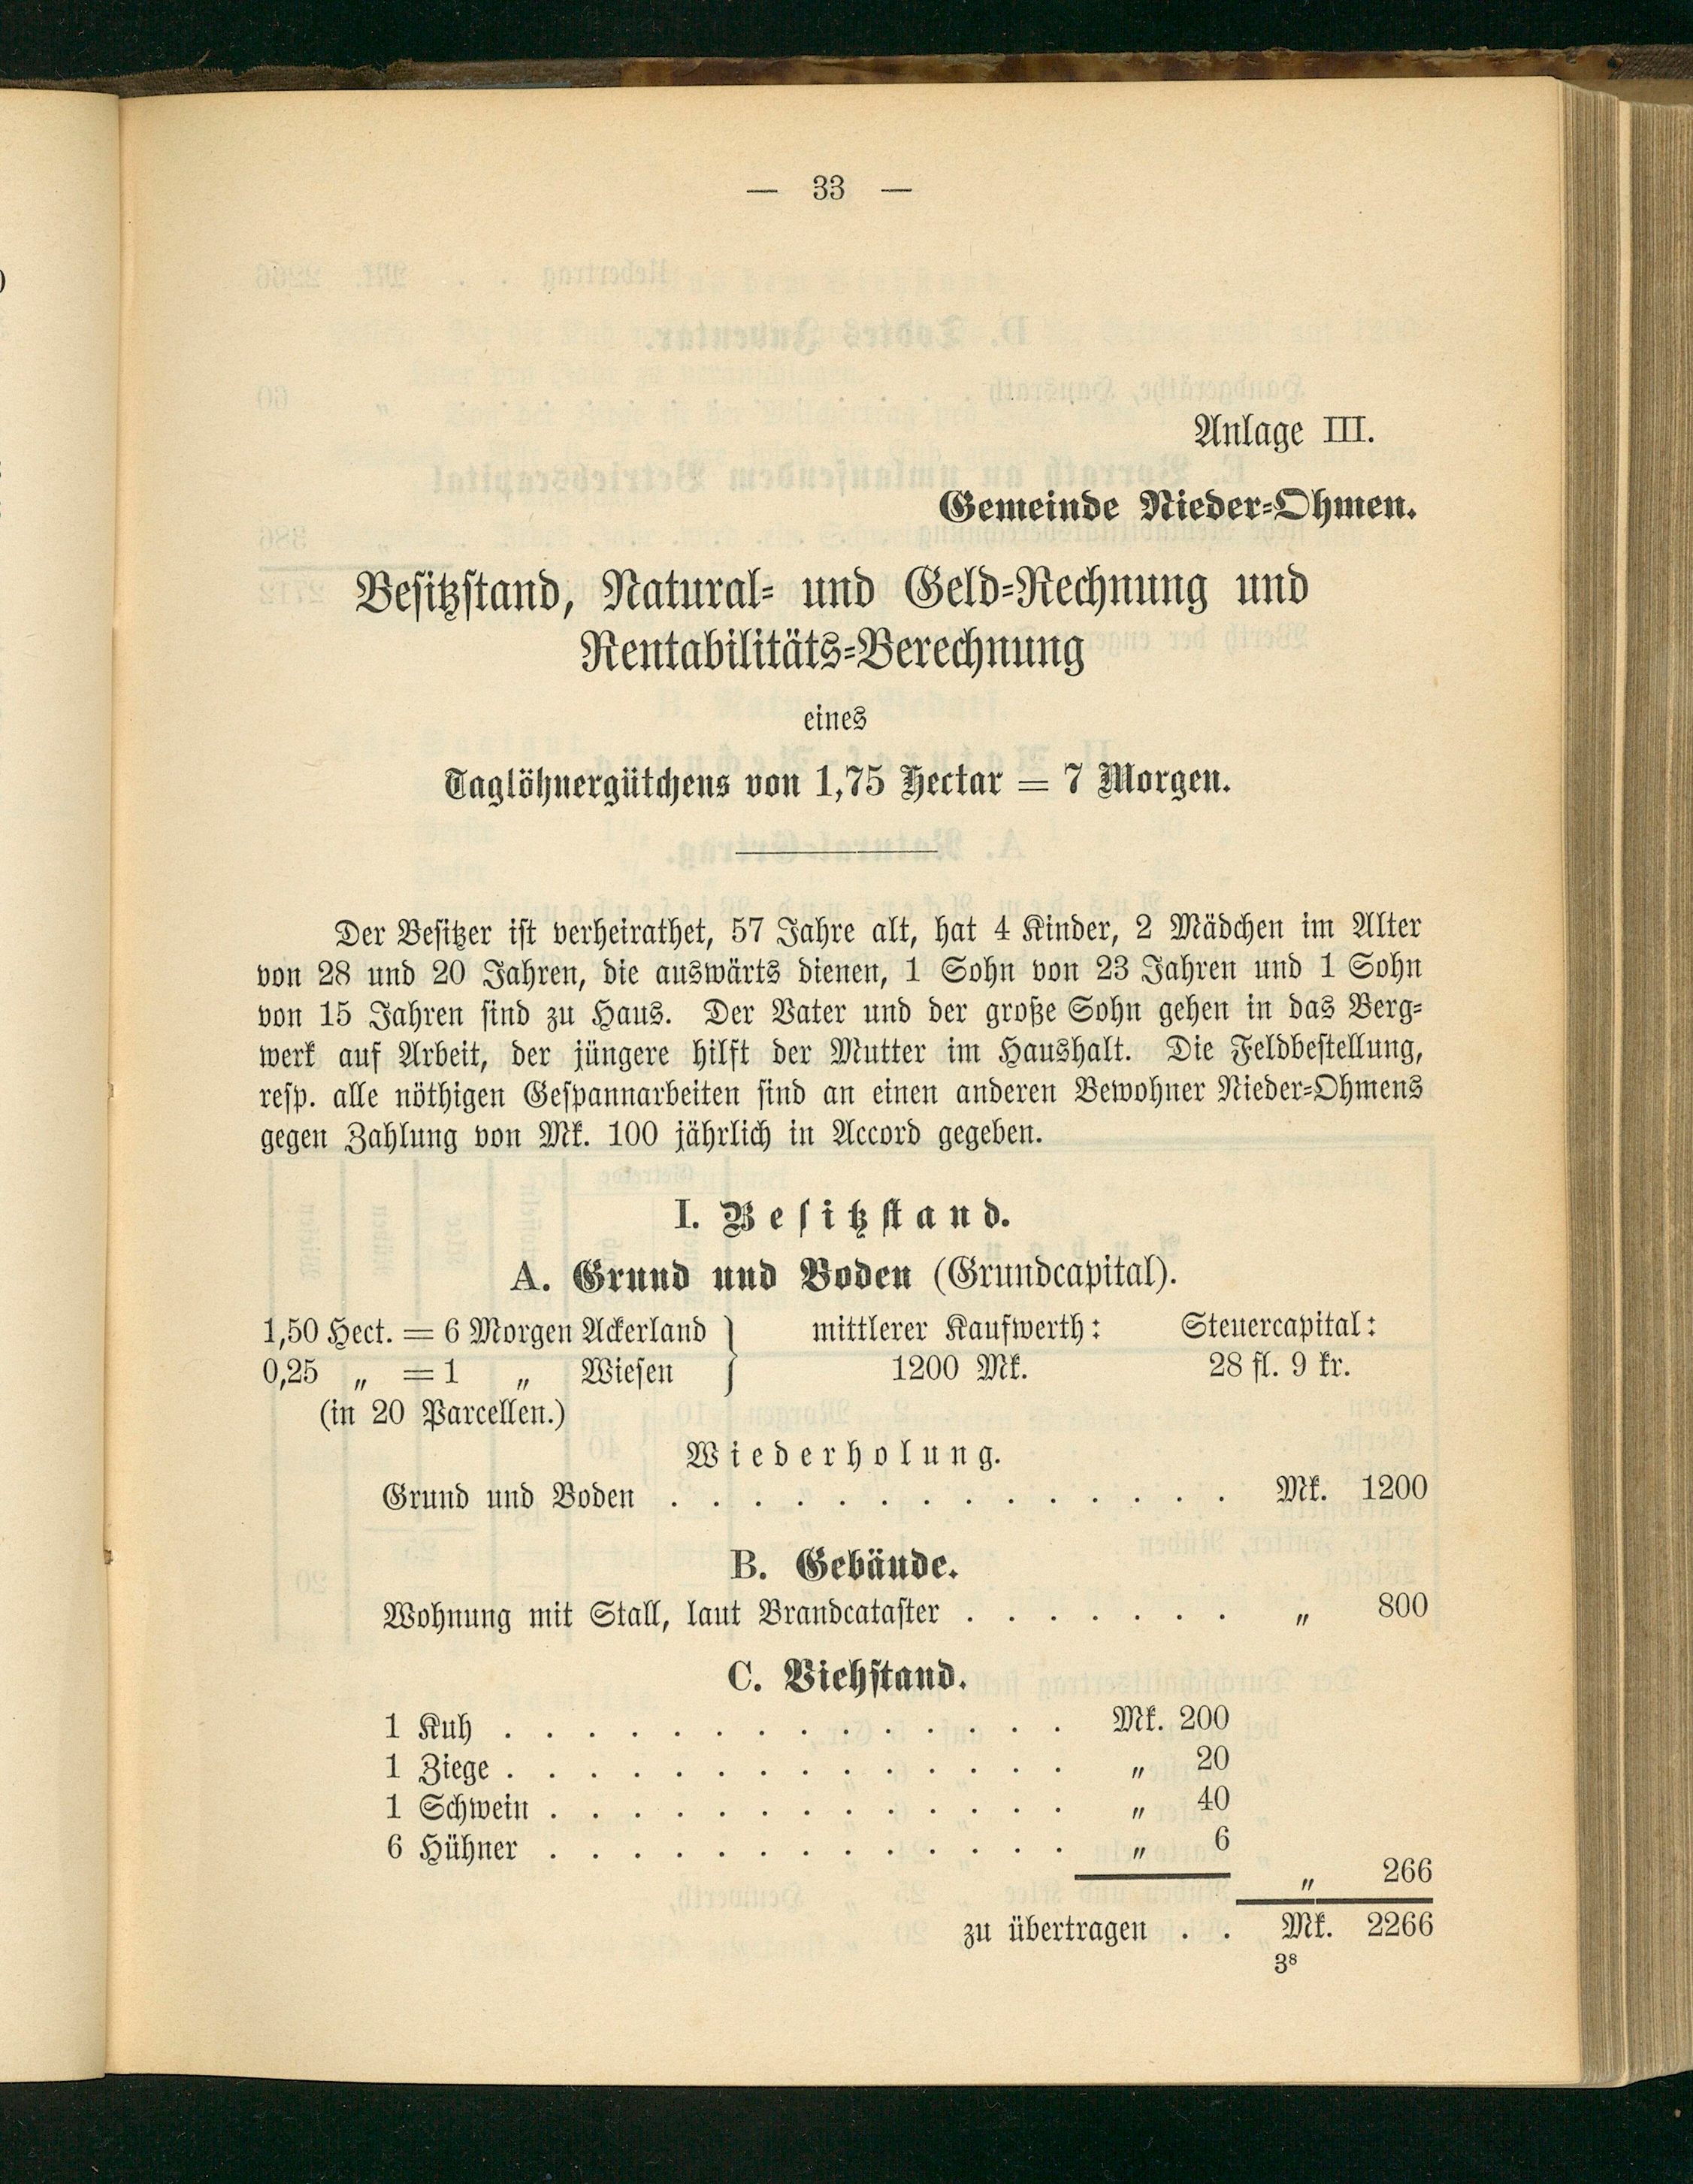 — 33 —
Anlage III.
Gemeinde Nieder-Ohmen.
Besitzstand, Natural- und Geld-Rechnung und
Rentabilitäts-Berechnung
eines
Taglöhnergütchens von 1,75 Hectar = 7 Morgen.
Der Besitzer ist verheirathet, 57 Jahre alt, hat 4 Kinder, 2 Mädchen im Alter
von 28 und 20 Jahren, die auswärts dienen, 1 Sohn von 23 Jahren und 1 Sohn
von 15 Jahren sind zu Haus. Der Vater und der große Sohn gehen in das Berg-
werk auf Arbeit, der jüngere hilft der Mutter im Haushalt. Die Feldbestellung,
resp. alle nöthigen Gespannarbeiten sind an einen anderen Bewohner Nieder-Ohmens
gegen Zahlung von Mk. 100 jährlich in Accord gegeben.
I. Besitzstand.
A. Grund und Boden (Grundcapital).
1,50 Hect. = 6 Morgen Ackerland } mittlerer Kaufwerth: Steuercapital:
0,25 „ = 1 „ Wiesen 1200 Mk. 28 fl. 9 kr.
(in 20 Parcellen.)
Wiederholung.
Grund und Boden . . . . . . . . . . . . . . Mk. 1200
B. Gebäude.
Wohnung mit Stall, laut Brandcataster . . . . . . . „ 800
C. Viehstand.
1 Kuh . . . . . . . . . . . . . . Mk. 200
1 Ziege . . . . . . . . . . . . . . „ 20
1 Schwein . . . . . . . . . . . . . „ 40
6 Hühner . . . . . . . . . . . . . „ 6
„ 266
zu übertragen . . Mk. 2266
3⁸